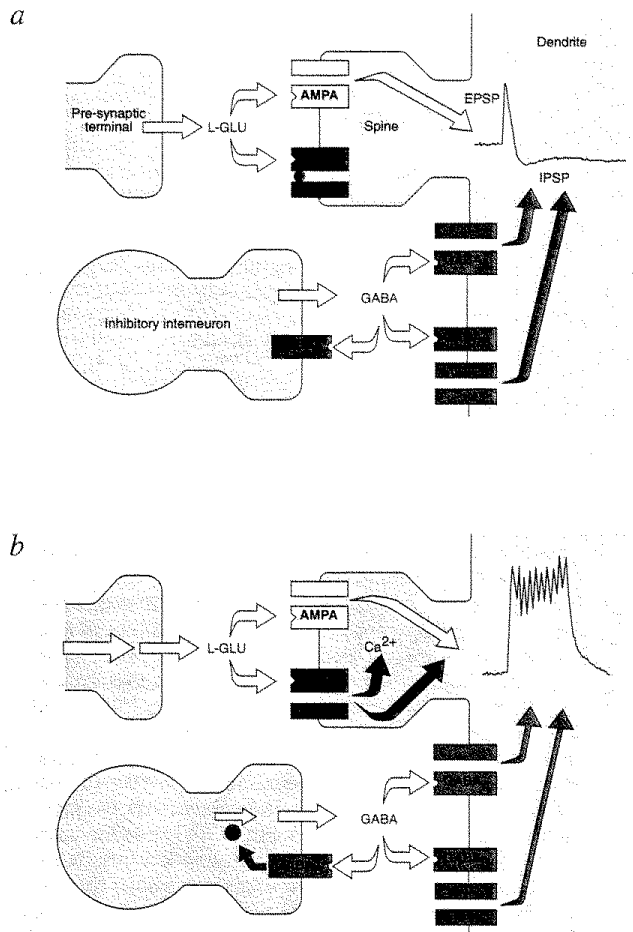 a
Dendrite
EPSP
AMPA
Pre-synaptic
terminal
L-GLU
Spine
IPSP
GABA
Inhibitory interneuron
b
AMPA
L-GLU
Ca2+
GABA